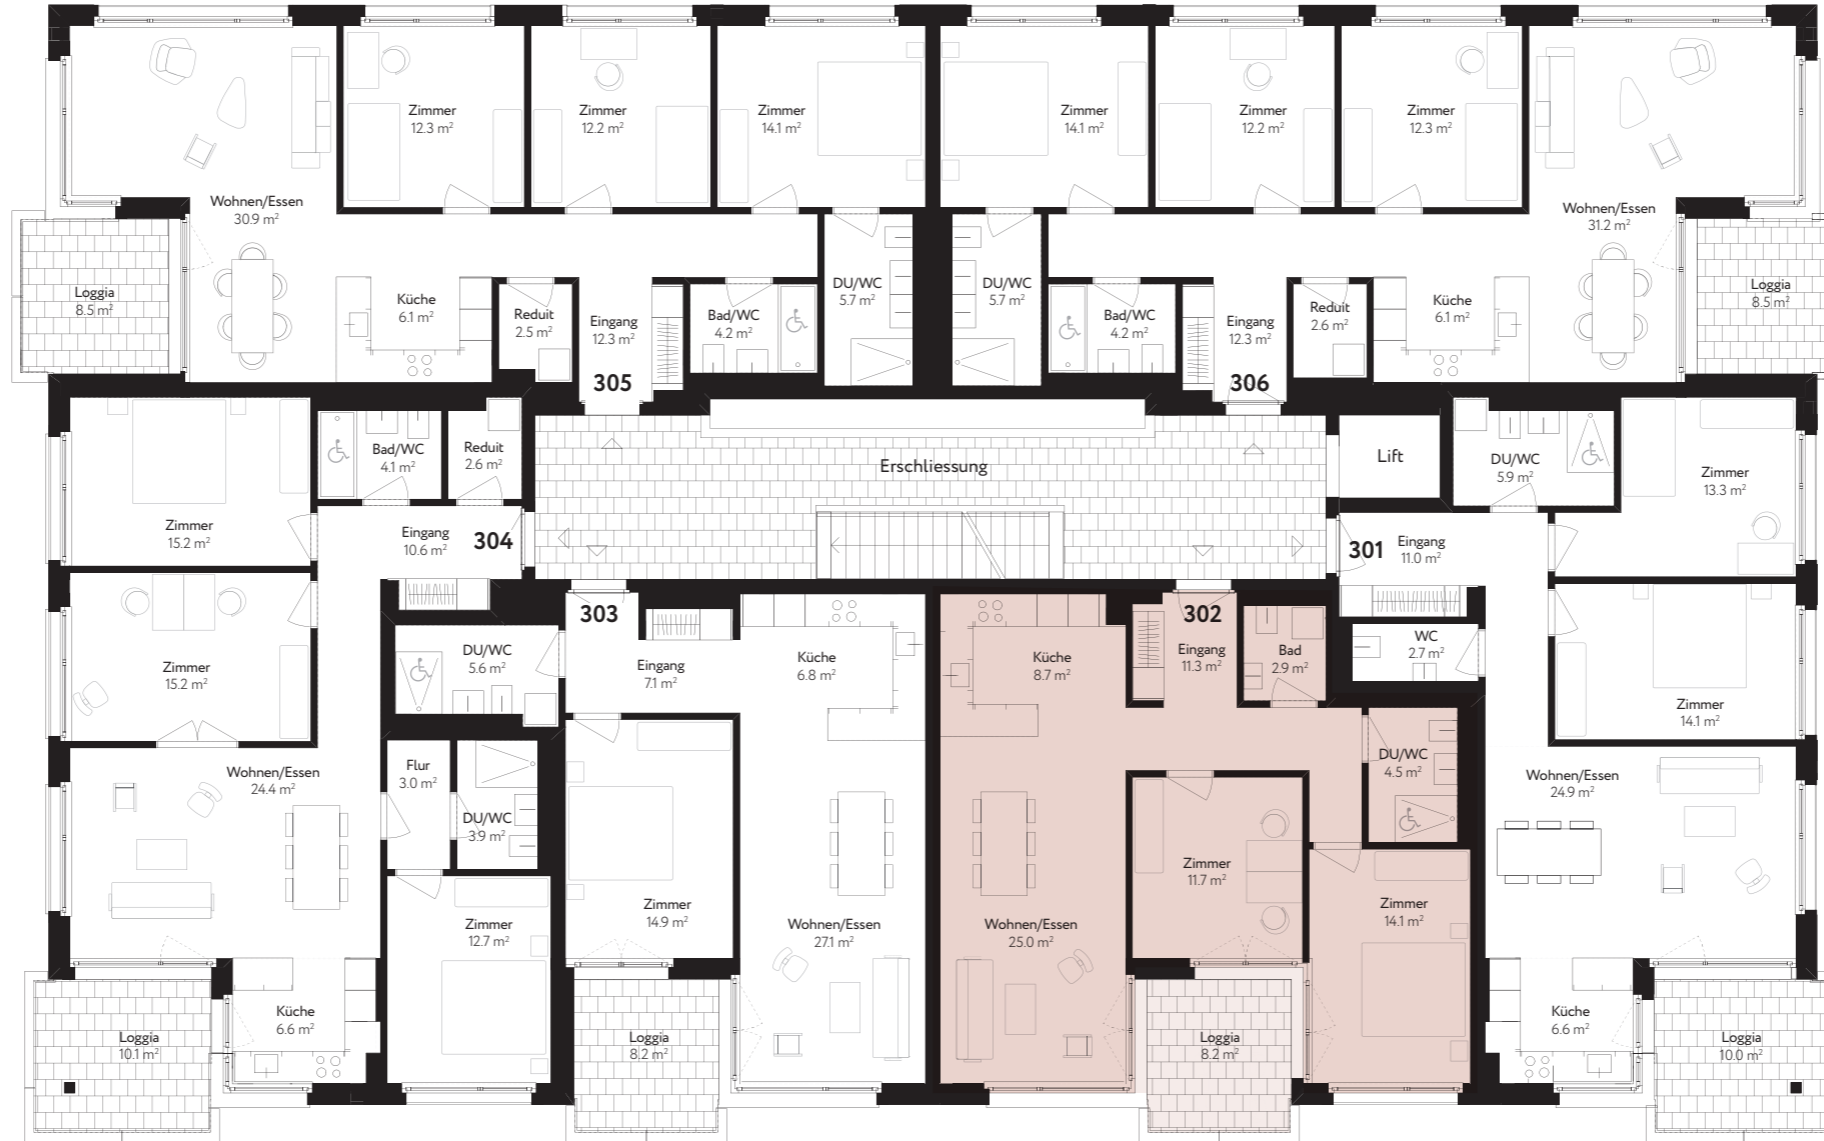 Zimmer
12.3 m²
Zimmer
12.2 m²
Zimmer
14.1 m²
Zimmer
14.1 m²
Zimmer
12.2 m²
Zimmer
12.3 m²
Wohnen/Essen
30.9 m²
Wohnen/Essen
31.2 m²
Loggia
8.5 m²
Küche
6.1 m²
Reduit
2.5 m²
Eingang
12.3 m²
305
Bad/WC
4.2 m²
DU/WC
5.7 m²
DU/WC
5.7 m²
Bad/WC
4.2 m²
Eingang
12.3 m²
306
Reduit
2.6 m²
Küche
6.1 m²
Loggia
8.5 m²
Zimmer
15.2 m²
Bad/WC
4.1 m²
Reduit
2.6 m²
Eingang
10.6 m²
304
Erschliessung
Lift
DU/WC
5.9 m²
Zimmer
13.3 m²
301
Eingang
11.0 m²
Zimmer
15.2 m²
DU/WC
5.6 m²
303
Eingang
7.1 m²
Küche
6.8 m²
Küche
8.7 m²
302
Eingang
11.3 m²
Bad
2.9 m²
WC
2.7 m²
Zimmer
14.1 m²
Wohnen/Essen
24.4 m²
Flur
3.0 m²
DU/WC
3.9 m²
DU/WC
4.5 m²
Wohnen/Essen
24.9 m²
Zimmer
12.7 m²
Zimmer
14.9 m²
Wohnen/Essen
27.1 m²
Wohnen/Essen
25.0 m²
Zimmer
11.7 m²
Zimmer
14.1 m²
Loggia
10.1 m²
Küche
6.6 m²
Loggia
8.2 m²
Loggia
8.2 m²
Küche
6.6 m²
Loggia
10.0 m²